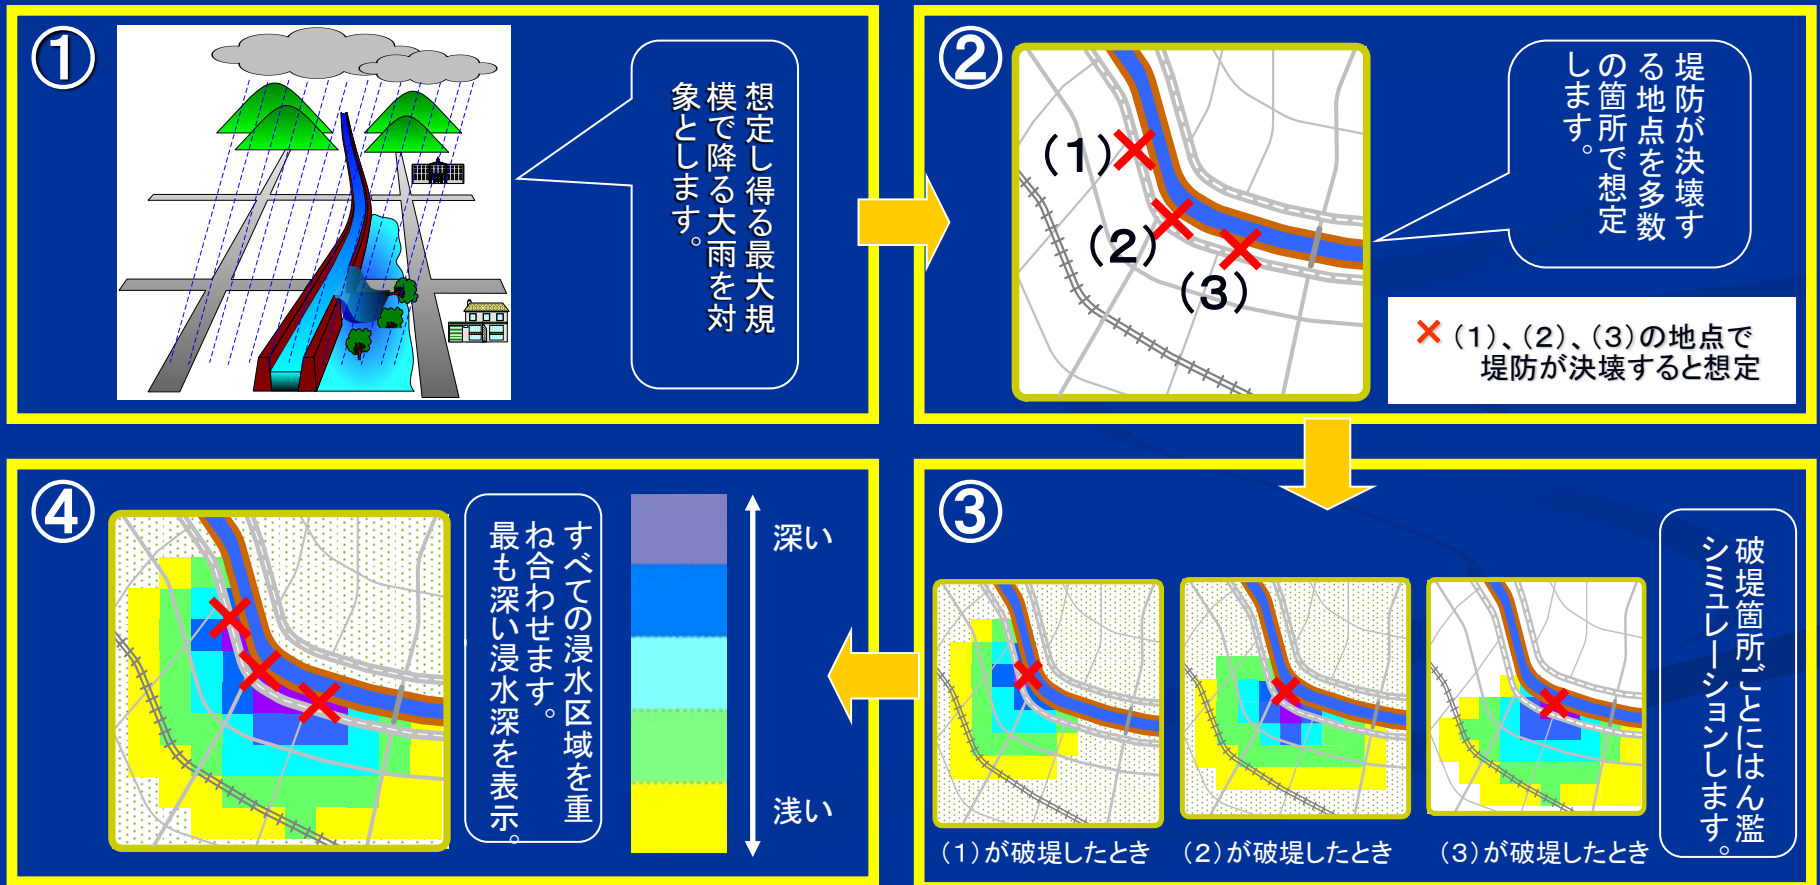 ①
想定し得る最大規
模で降る大雨を対
象とします。
②
(1)
(2)
(3)
堤防が決壊す
る地点を多数
の箇所で想定
します。
×(1)、(2)、(3)の地点で
堤防が決壊すると想定
③
破堤箇所ごとにはん濫
シミュレーションします。
(1)が破堤したとき
(2)が破堤したとき
(3)が破堤したとき
④
すべての浸水区域を重
ね合わせます。
最も深い浸水深を表示。
深い
浅い